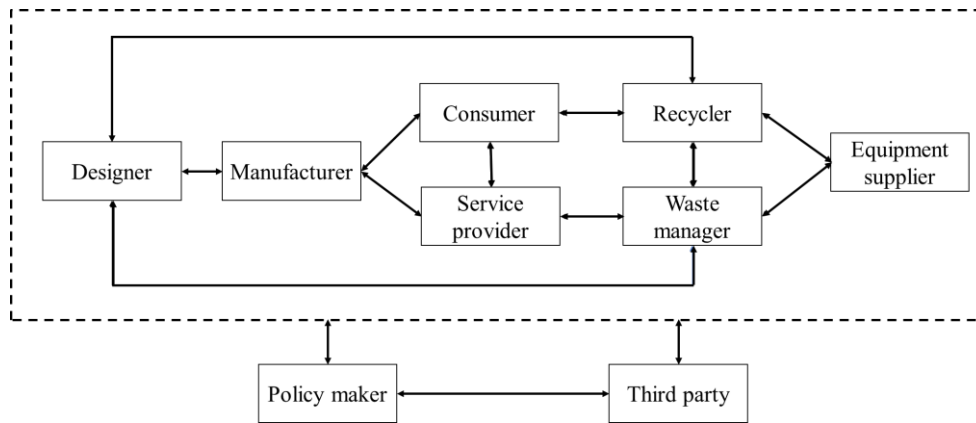 Consumer
Recycler
Designer
Manufacturer
Equipment
supplier
Service
provider
Waste
manager
Policy maker
Third party